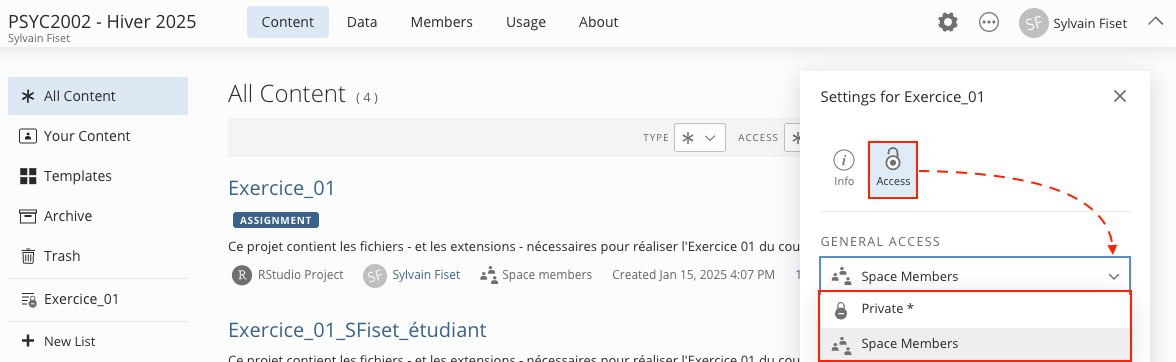 PSYC2002 - Hiver 2025
Sylvain Fiset
Content
Data
Members
Usage
About
SF
Sylvain Fiset
All Content
Your Content
Templates
Archive
Trash
Exercice_01
New List
All Content (4)
TYPE
ACCESS
Exercice_01
ASSIGNMENT
Ce projet contient les fichiers - et les extensions - nécessaires pour réaliser l'Exercice 01 du cou
R RStudio Project SF Sylvain Fiset Space members Created Jan 15, 2025 4:07 PM 1
Exercice_01_SFiset_étudiant
Ce projet contient les fichiers - et les extensions - nécessaires pour réaliser l'Exercice 01 du cou
Settings for Exercice_01
Info
Access
GENERAL ACCESS
Space Members
Private *
Space Members